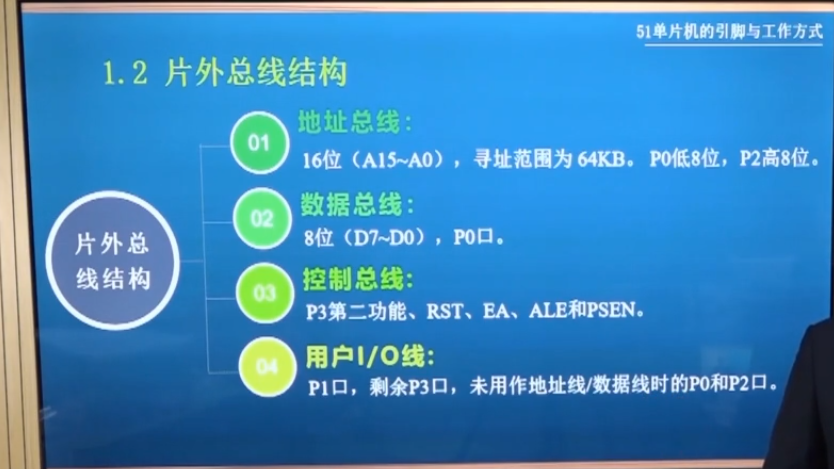 51单片机的引脚与工作方式
1.2 片外总线结构
01
地址总线：
16位（A15~A0），寻址范围为 64KB。 P0低8位，P2高8位。
02
数据总线：
8位（D7~D0），P0口。
片外总
线结构
03
控制总线：
P3第二功能、RST、EA、ALE和PSEN。
04
用户I/O线：
P1口，剩余P3口，未用作地址线/数据线时的P0和P2口。